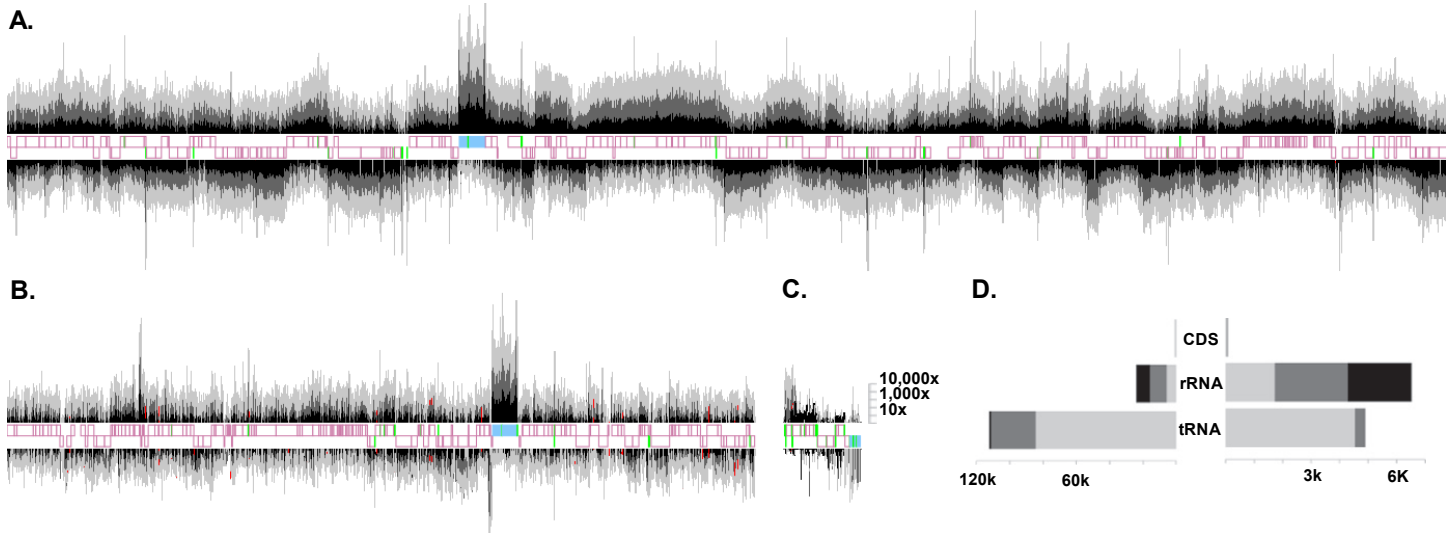 A.
B.
C.
D.
10,000x
1,000x
10x
CDS
rRNA
tRNA
120k
60k
3k
6K